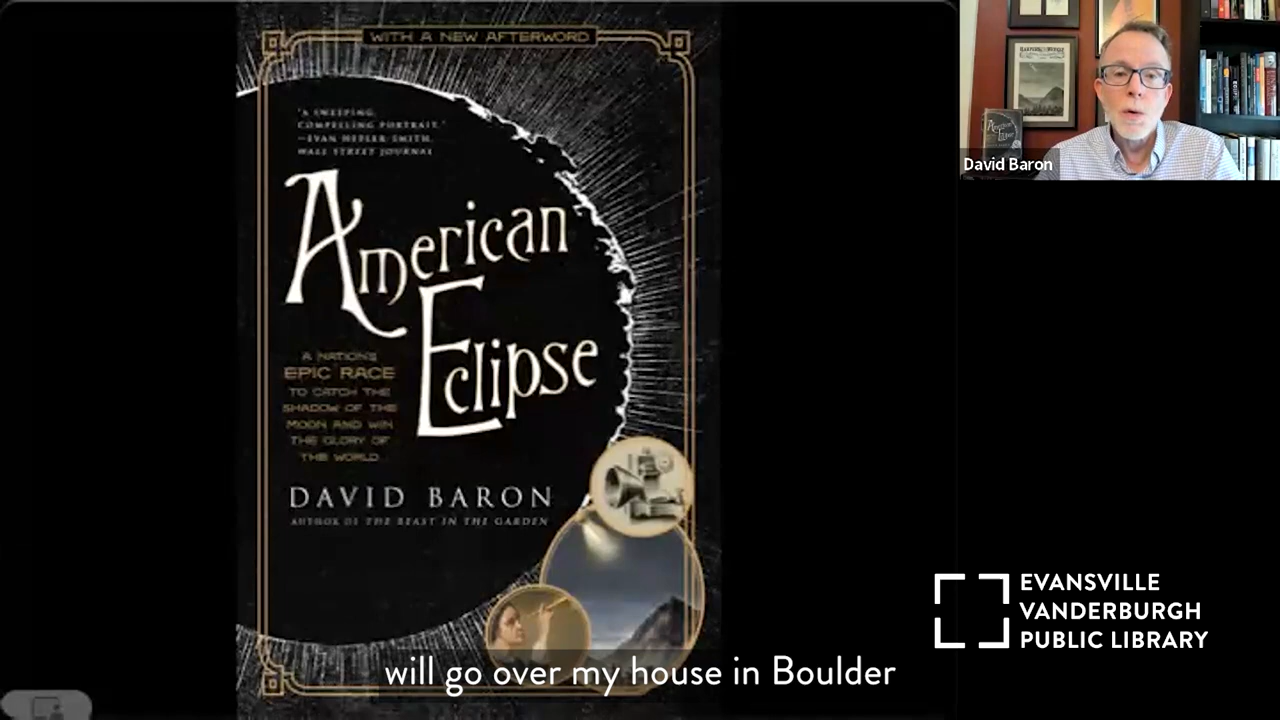 WITH A NEW AFTERWORD
"A SWEEPING,
COMPELLING PORTRAIT."
—EVAN HEPLER-SMITH,
WALL STREET JOURNAL
American
Eclipse
A NATION'S
EPIC RACE
TO CATCH THE
SHADOW OF THE
MOON AND WIN
THE GLORY OF
THE WORLD
DAVID BARON
AUTHOR OF THE BEAST IN THE GARDEN
will go over my house in Boulder
David Baron
American
Eclipse
EVANSVILLE
VANDERBURGH
PUBLIC LIBRARY